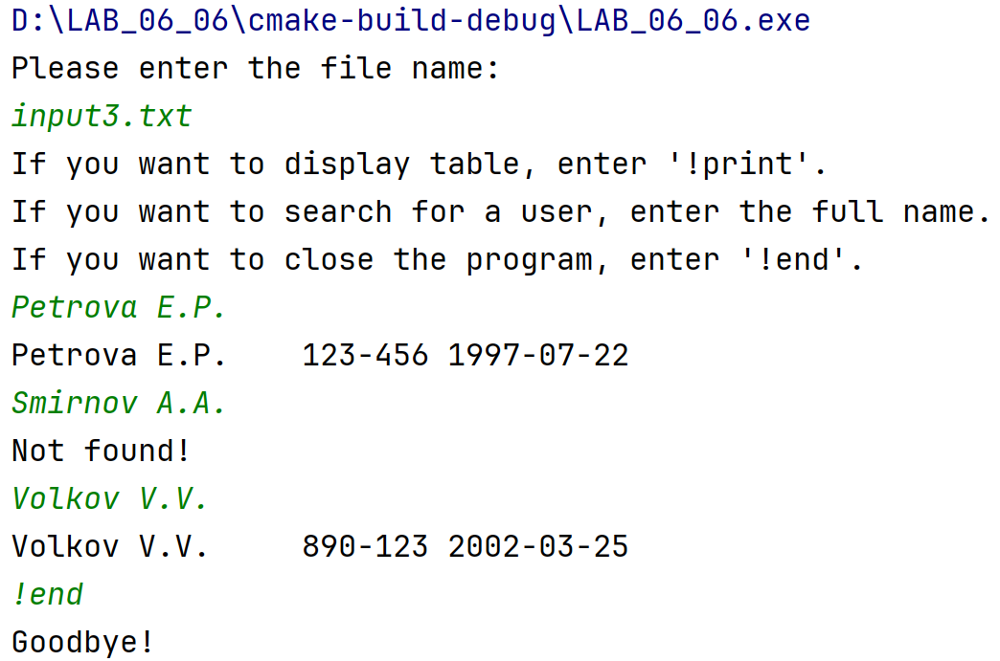 D:\LAB_06_06\cmake-build-debug\LAB_06_06.exe
Please enter the file name:
input3.txt
If you want to display table, enter '!print'.
If you want to search for a user, enter the full name.
If you want to close the program, enter '!end'.
Petrova E.P.
Petrova E.P.    123-456 1997-07-22
Smirnov A.A.
Not found!
Volkov V.V.
Volkov V.V.     890-123 2002-03-25
!end
Goodbye!